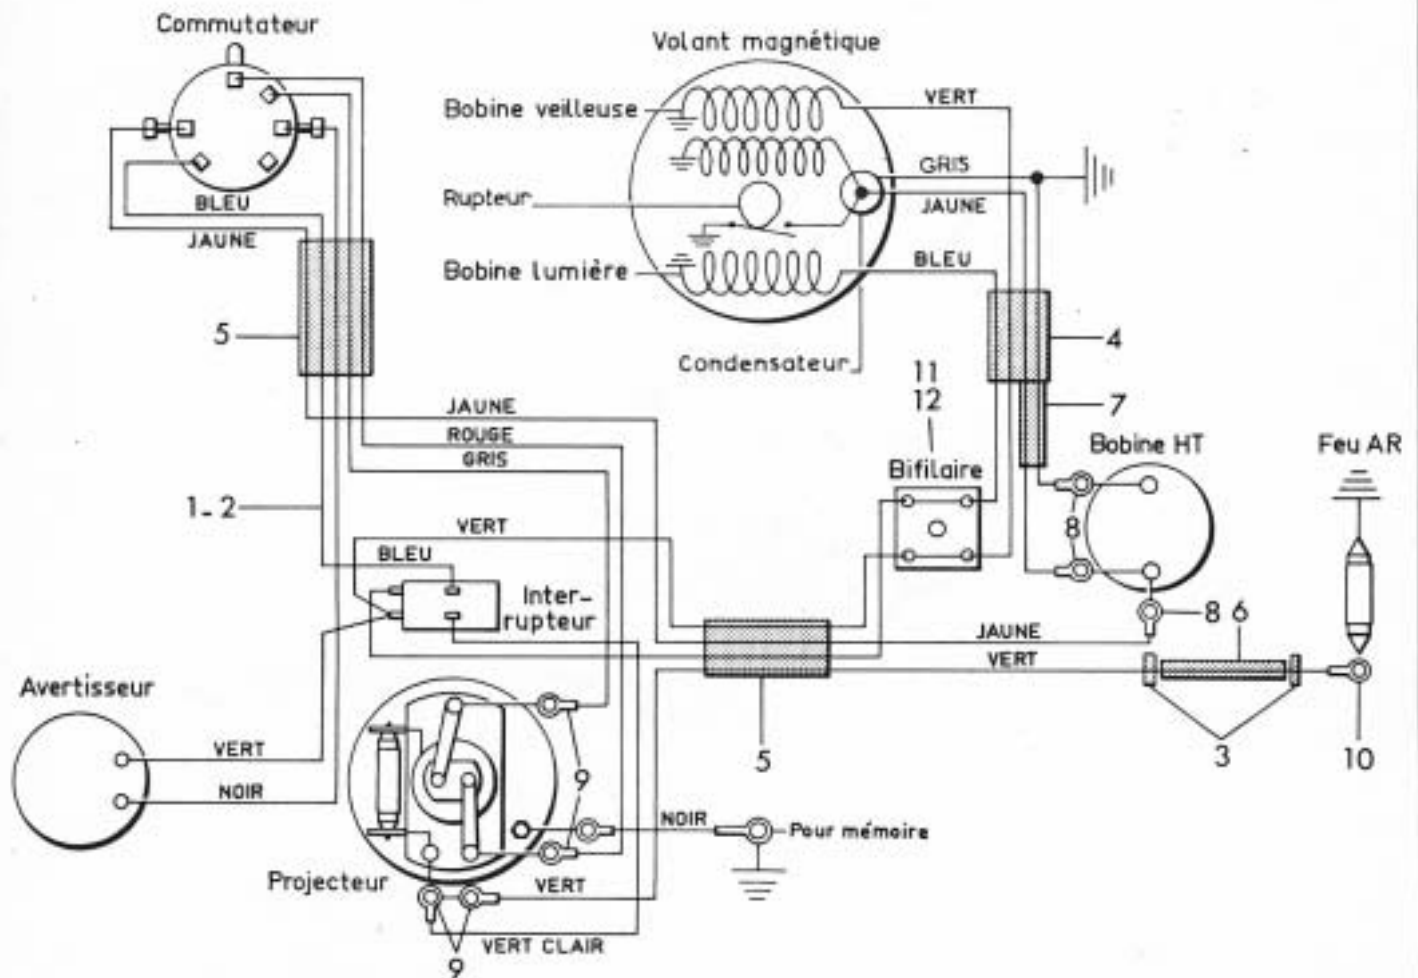 Commutateur
Volant magnétique
Bobine veilleuse
VERT
GRIS
Rupteur
JAUNE
BLEU
JAUNE
Bobine lumière
BLEU
5
4
Condensateur
11
12
7
JAUNE
ROUGE
GRIS
Bifilaire
Bobine HT
Feu AR
1-2
VERT
8
BLEU
Inter-
rupteur
8 6
JAUNE
VERT
Avertisseur
VERT
5
3
10
NOIR
9
NOIR
Pour mémoire
Projecteur
VERT
VERT CLAIR
9